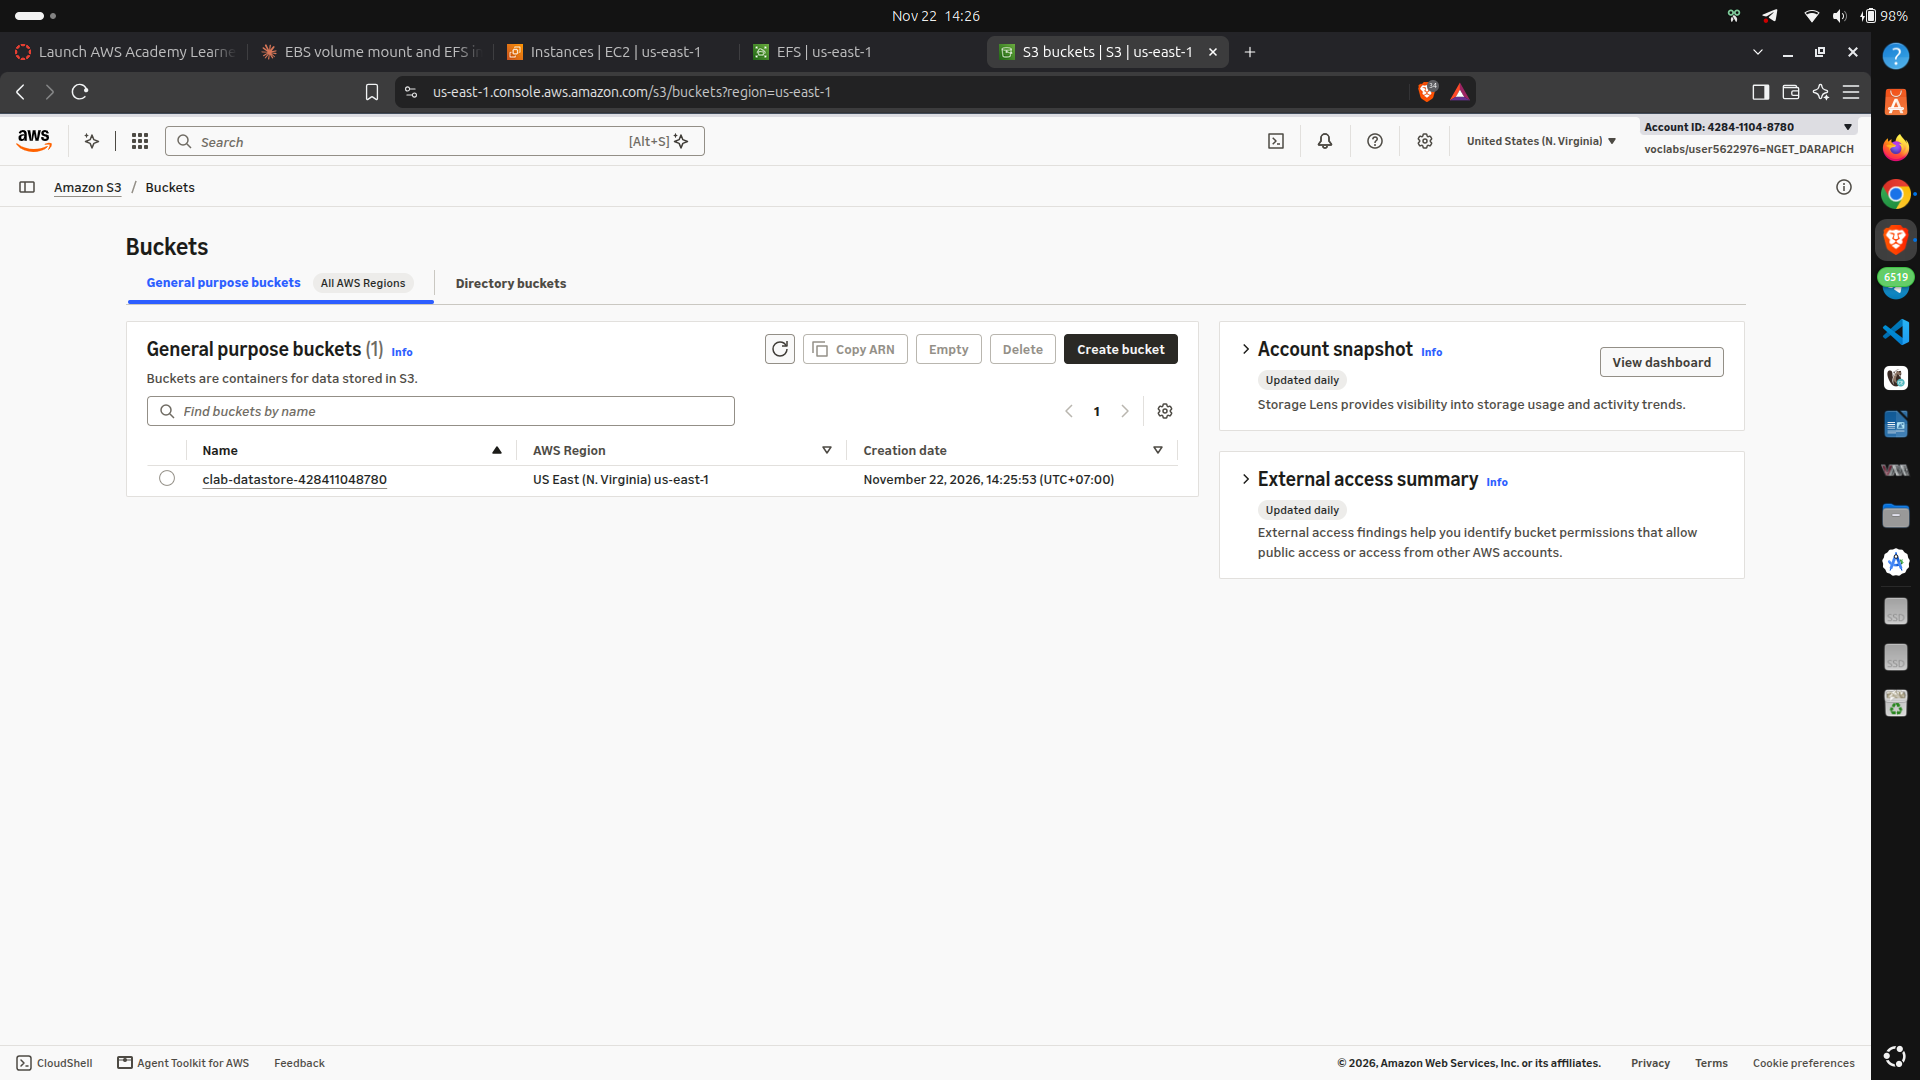 Nov 22 14:26
98%
Launch AWS Academy Learne
EBS volume mount and EFS i
Instances | EC2 | us-east-1
EFS | us-east-1
S3 buckets | S3 | us-east-1
us-east-1.console.aws.amazon.com/s3/buckets?region=us-east-1
34
aws
Search
[Alt+S]
United States (N. Virginia)
Account ID: 4284-1104-8780
voclabs/user5622976=NGET_DARAPICH
Amazon S3 / Buckets
Buckets
General purpose buckets
All AWS Regions
Directory buckets
General purpose buckets (1) Info
Copy ARN
Empty
Delete
Create bucket
Buckets are containers for data stored in S3.
Find buckets by name
1
Name
AWS Region
Creation date
clab-datastore-428411048780
US East (N. Virginia) us-east-1
November 22, 2026, 14:25:53 (UTC+07:00)
Account snapshot Info
View dashboard
Updated daily
Storage Lens provides visibility into storage usage and activity trends.
External access summary Info
Updated daily
External access findings help you identify bucket permissions that allow
public access or access from other AWS accounts.
6519
SSD
SSD
CloudShell
Agent Toolkit for AWS
Feedback
© 2026, Amazon Web Services, Inc. or its affiliates.
Privacy
Terms
Cookie preferences